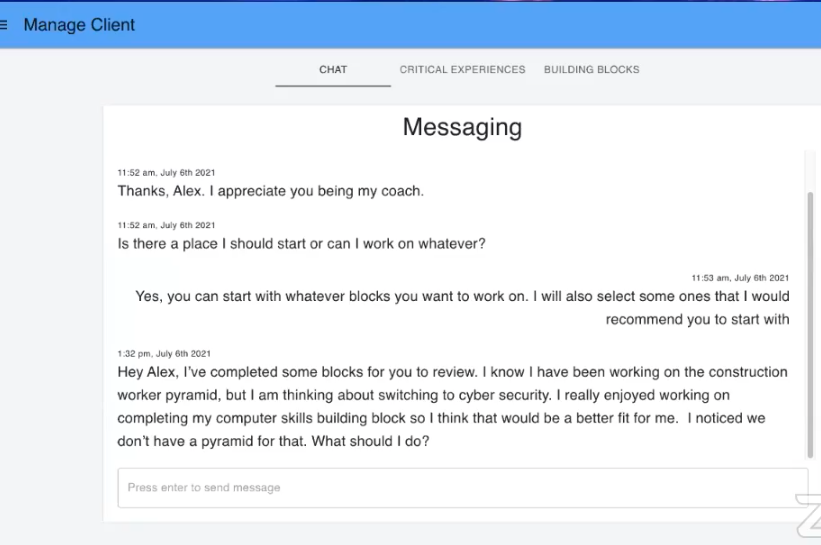 Manage Client
CHAT CRITICAL EXPERIENCES BUILDING BLOCKS
Messaging
11:52 am, July 6th 2021
Thanks, Alex. I appreciate you being my coach.
11:52 am, July 6th 2021
Is there a place I should start or can I work on whatever?
11:53 am, July 6th 2021
Yes, you can start with whatever blocks you want to work on. I will also select some ones that I would
recommend you to start with
1:32 pm, July 6th 2021
Hey Alex, I've completed some blocks for you to review. I know I have been working on the construction
worker pyramid, but I am thinking about switching to cyber security. I really enjoyed working on
completing my computer skills building block so I think that would be a better fit for me.  I noticed we
don't have a pyramid for that. What should I do?
Press enter to send message